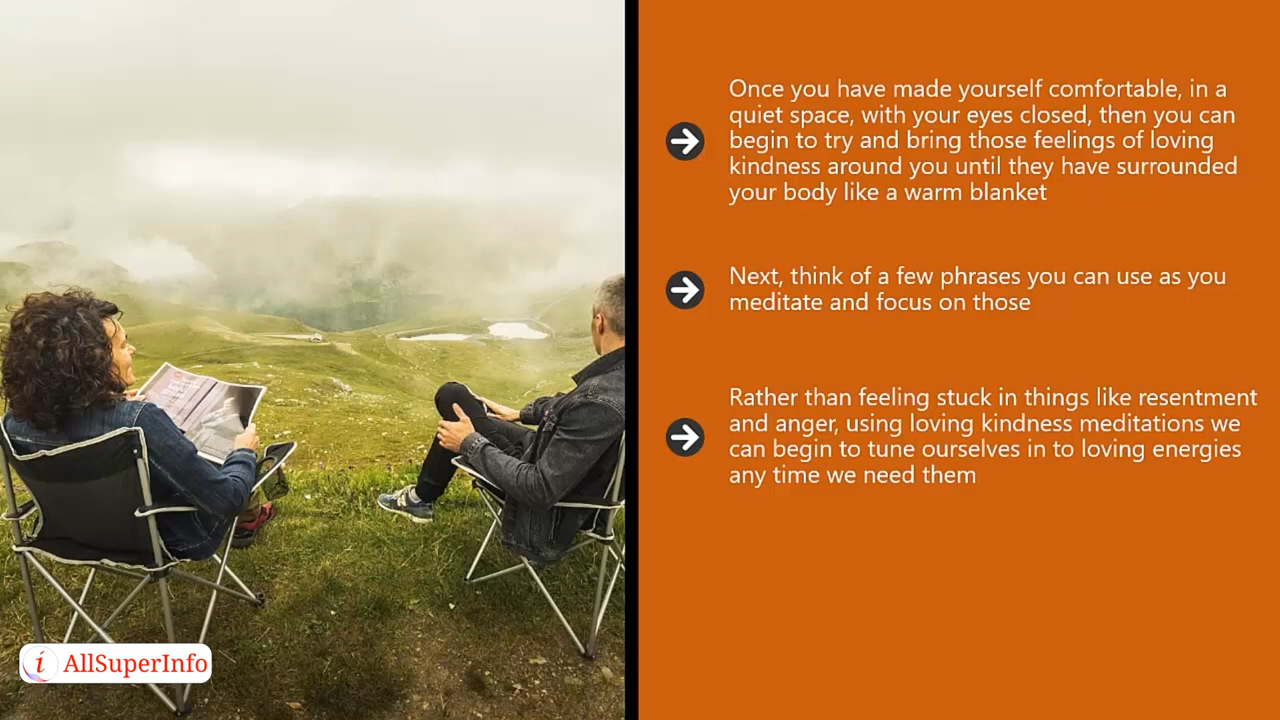 Once you have made yourself comfortable, in a
quiet space, with your eyes closed, then you can
begin to try and bring those feelings of loving
kindness around you until they have surrounded
your body like a warm blanket
Next, think of a few phrases you can use as you
meditate and focus on those
Rather than feeling stuck in things like resentment
and anger, using loving kindness meditations we
can begin to tune ourselves in to loving energies
any time we need them
i AllSuperInfo